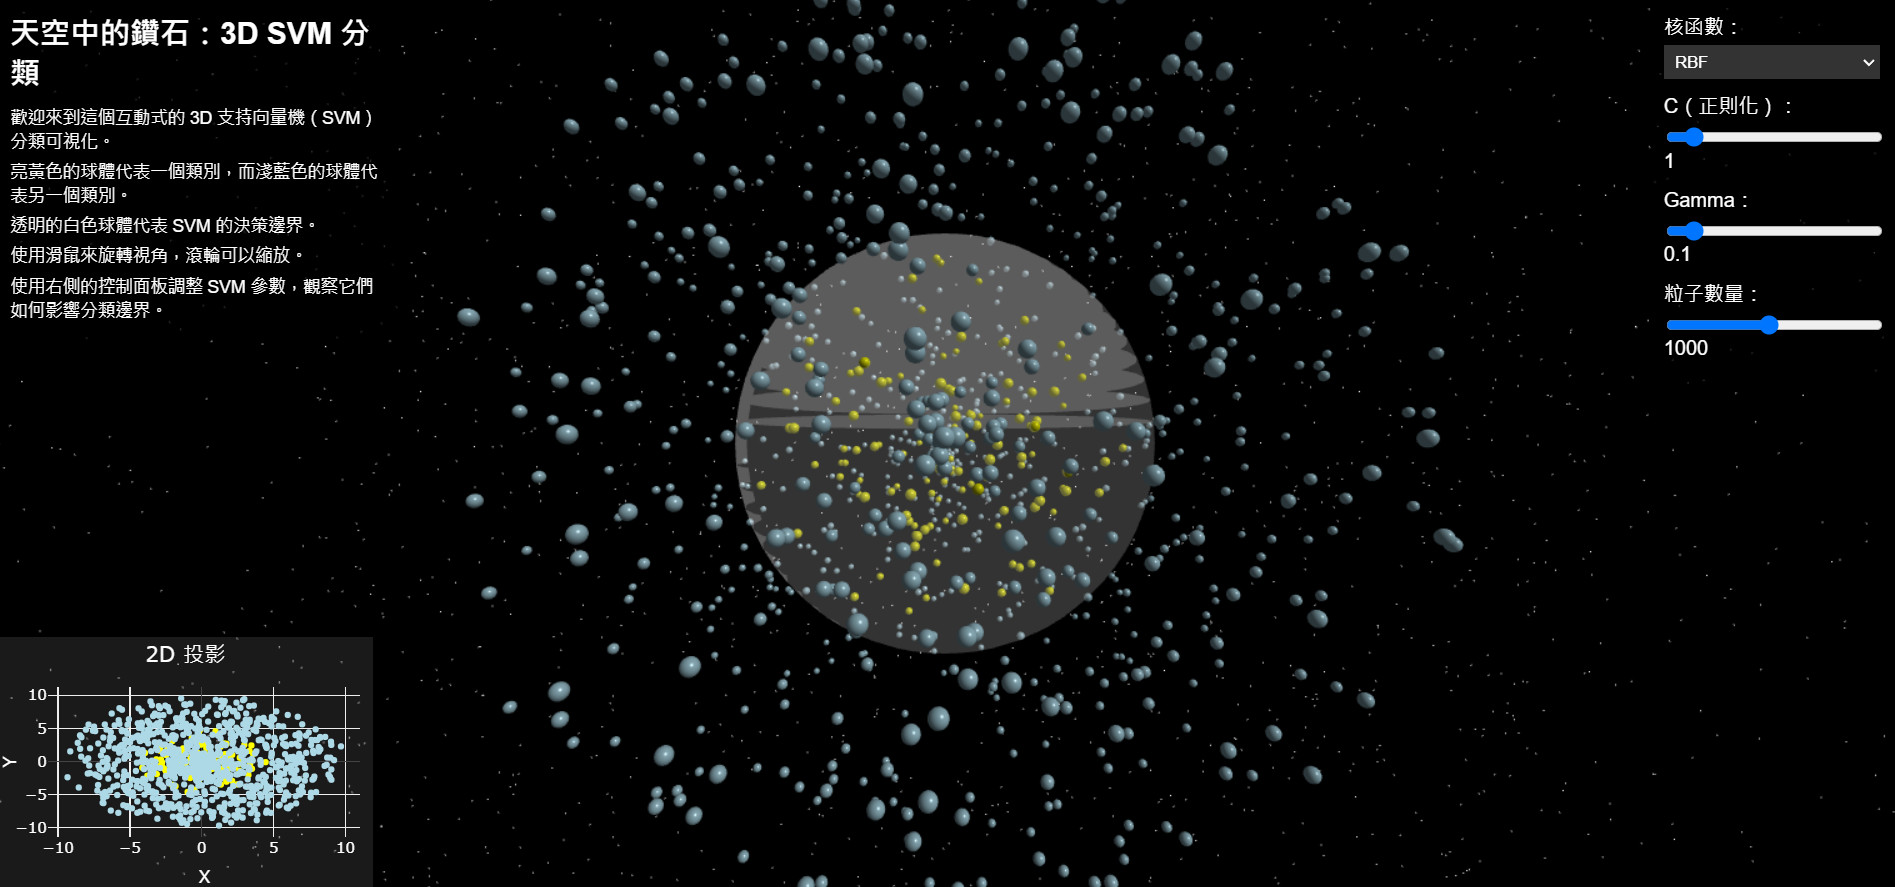 天空中的鑽石：3D SVM 分
類
歡迎來到這個互動式的 3D 支持向量機（SVM）
分類可視化。
亮黃色的球體代表一個類別，而淺藍色的球體代
表另一個類別。
透明的白色球體代表 SVM 的決策邊界。
使用滑鼠來旋轉視角，滾輪可以縮放。
使用右側的控制面板調整 SVM 參數，觀察它們
如何影響分類邊界。
核函數：
RBF
C（正則化）：
1
Gamma：
0.1
粒子數量：
1000
2D 投影
10
5
0
−5
−10
Y
−10
−5
0
5
10
X